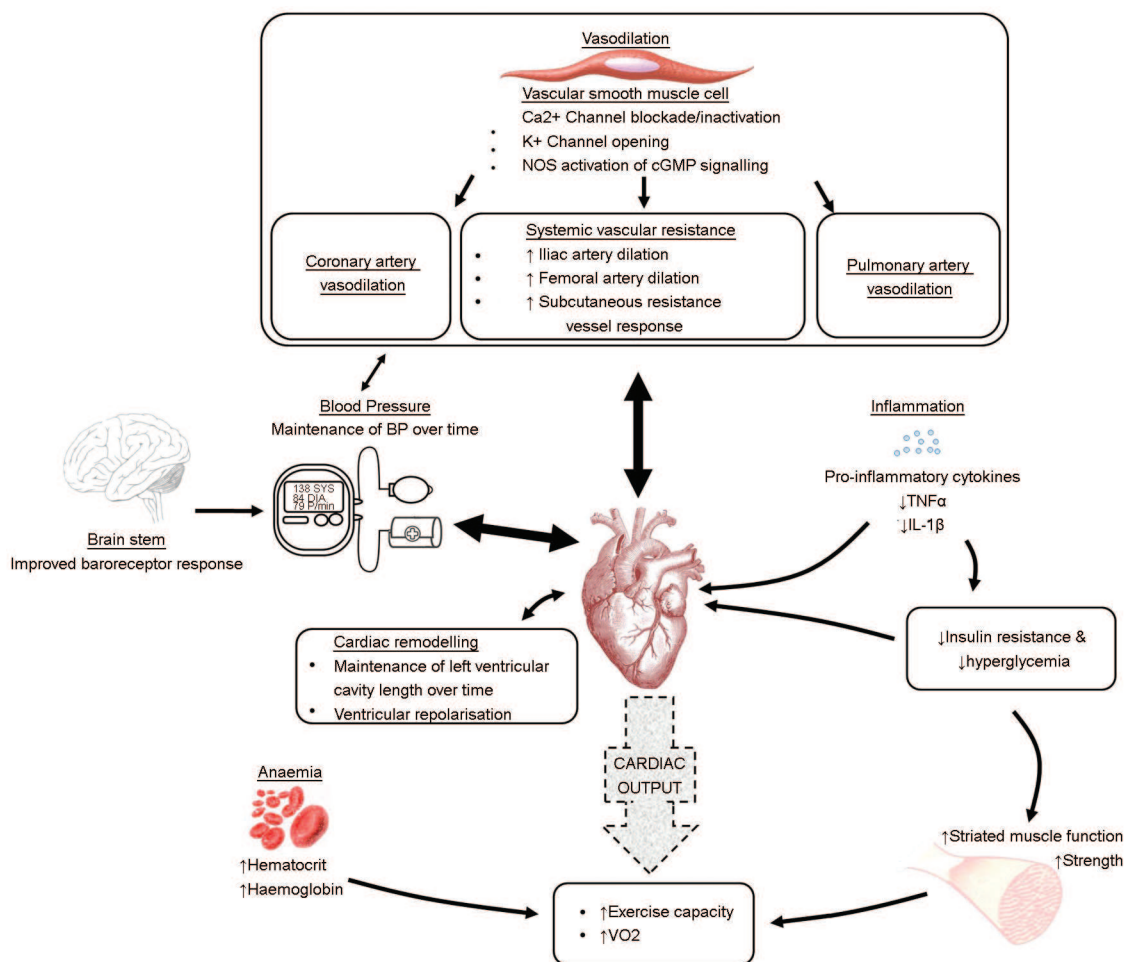 Vasodilation
Vascular smooth muscle cell
Ca2+ Channel blockade/inactivation
• K+ Channel opening
• NOS activation of cGMP signalling
•
Coronary artery
vasodilation
Systemic vascular resistance
• ↑ Iliac artery dilation
• ↑ Femoral artery dilation
• ↑ Subcutaneous resistance
vessel response
Pulmonary artery
vasodilation
Blood Pressure
Maintenance of BP over time
138 SYS
84 DIA.
79 P/min
Brain stem
Improved baroreceptor response
Inflammation
Pro-inflammatory cytokines
↓TNFα
↓IL-1β
↓Insulin resistance &
↓hyperglycemia
Cardiac remodelling
• Maintenance of left ventricular
cavity length over time
• Ventricular repolarisation
CARDIAC
OUTPUT
Anaemia
↑Hematocrit
↑Haemoglobin
↑Striated muscle function
↑Strength
• ↑Exercise capacity
• ↑VO2